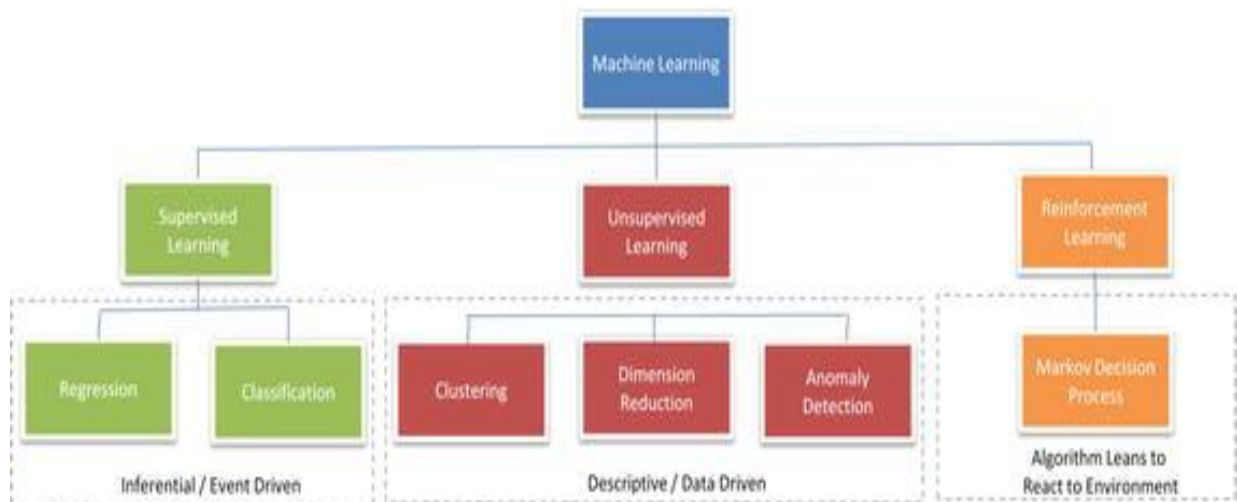 Machine Learning
Supervised
Learning
Unsupervised
Learning
Reinforcement
Learning
Regression
Classification
Clustering
Dimension
Reduction
Anomaly
Detection
Markov Decision
Process
Inferential / Event Driven
Descriptive / Data Driven
Algorithm Leans to
React to Environment